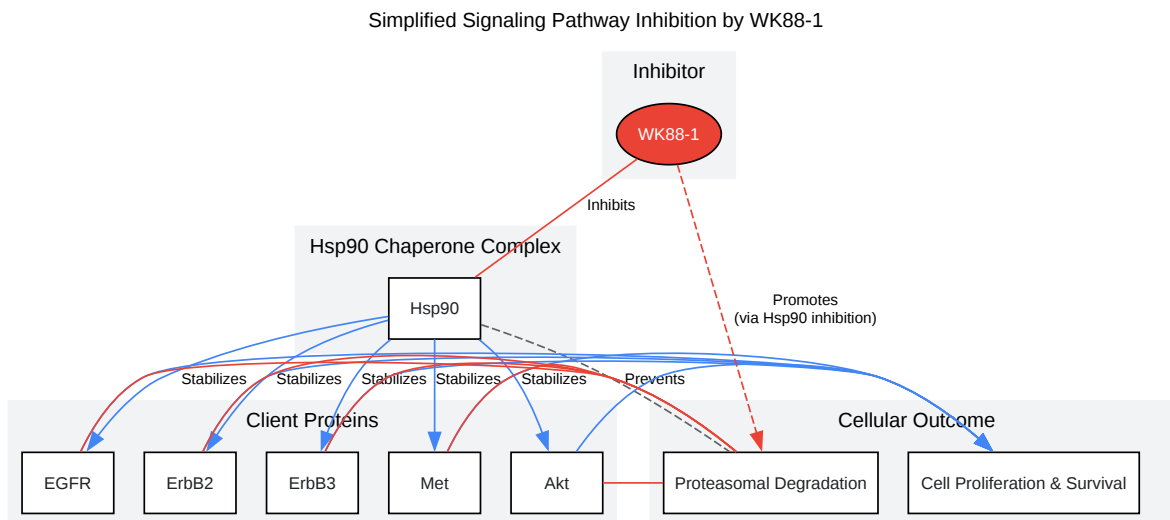 Simplified Signaling Pathway Inhibition by WK88-1
Inhibitor
WK88-1
Inhibits
Hsp90 Chaperone Complex
Hsp90
Promotes
(via Hsp90 inhibition)
Stabilizes
Stabilizes
Stabilizes
Stabilizes
Stabilizes
Prevents
Client Proteins
Cellular Outcome
EGFR
ErbB2
ErbB3
Met
Akt
Proteasomal Degradation
Cell Proliferation & Survival